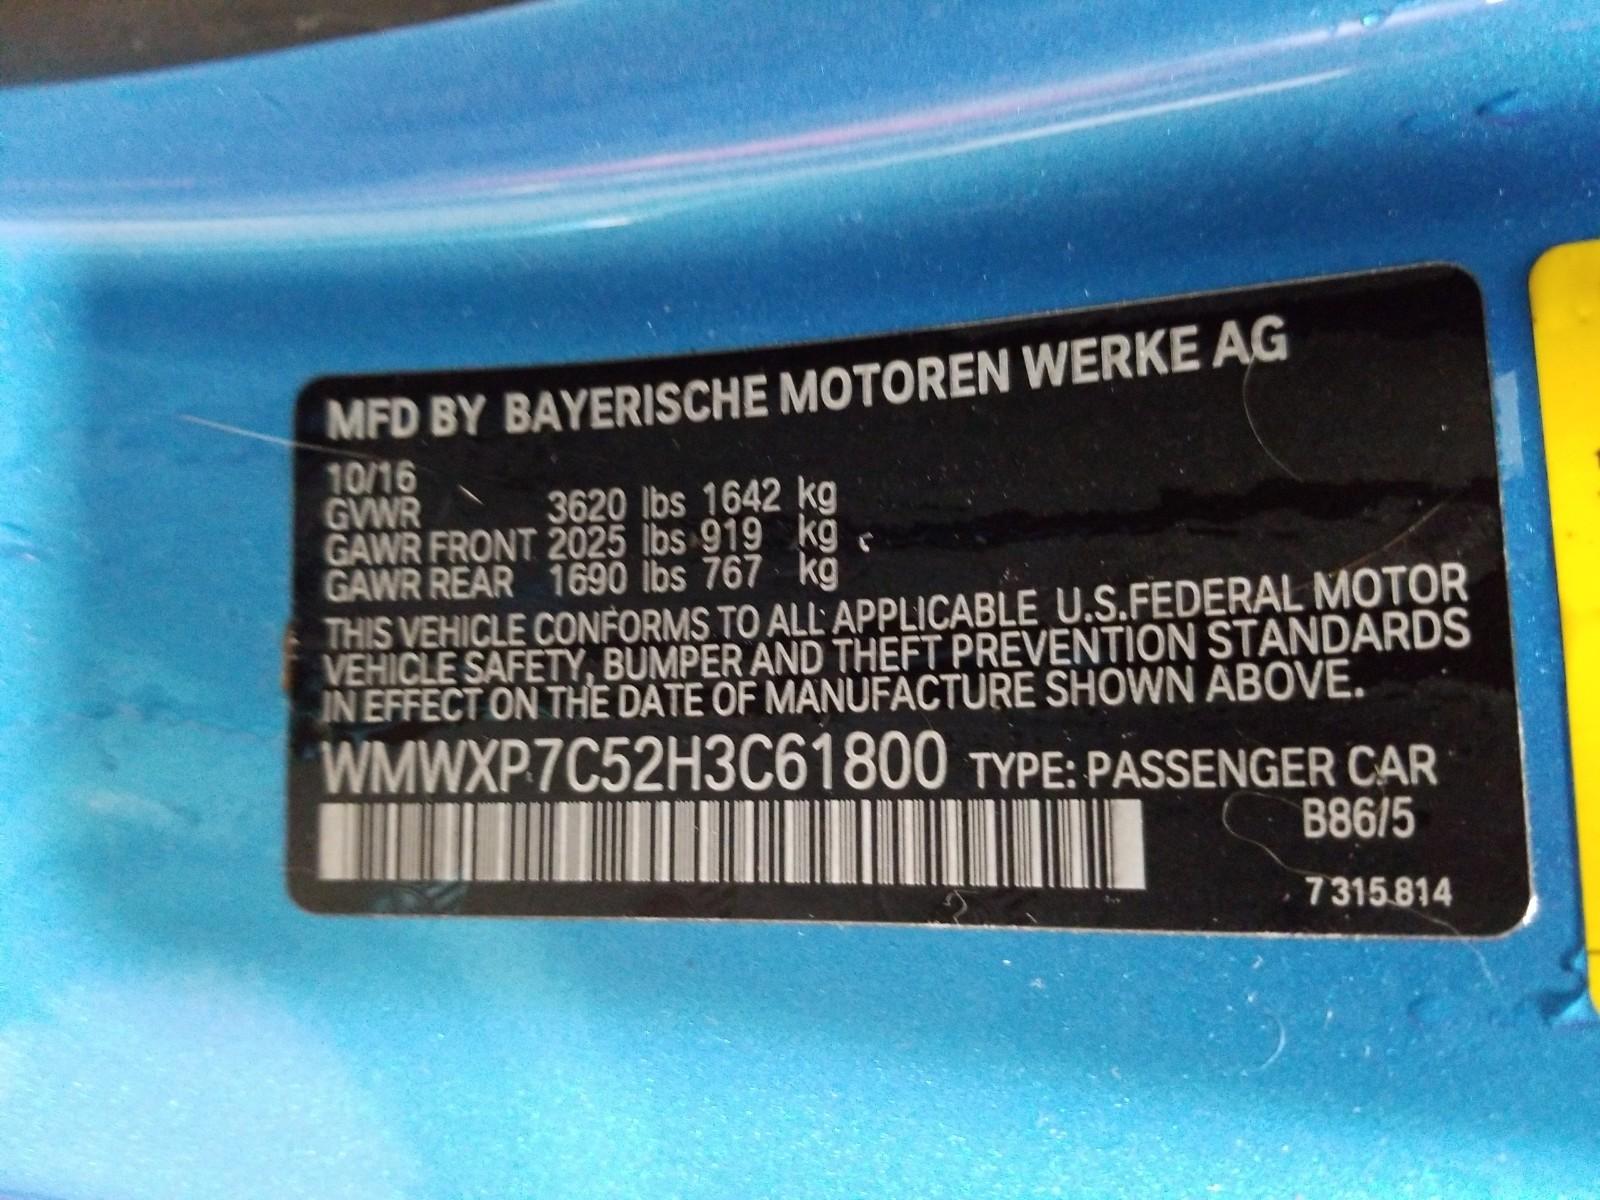 MFD BY BAYERISCHE MOTOREN WERKE AG
10/16
GVWR 3620 lbs 1642 kg
GAWR FRONT 2025 lbs 919 kg
GAWR REAR 1690 lbs 767 kg
THIS VEHICLE CONFORMS TO ALL APPLICABLE U.S.FEDERAL MOTOR
VEHICLE SAFETY, BUMPER AND THEFT PREVENTION STANDARDS
IN EFFECT ON THE DATE OF MANUFACTURE SHOWN ABOVE.
WMWXP7C52H3C61800 TYPE: PASSENGER CAR
B86/5
7 315 814